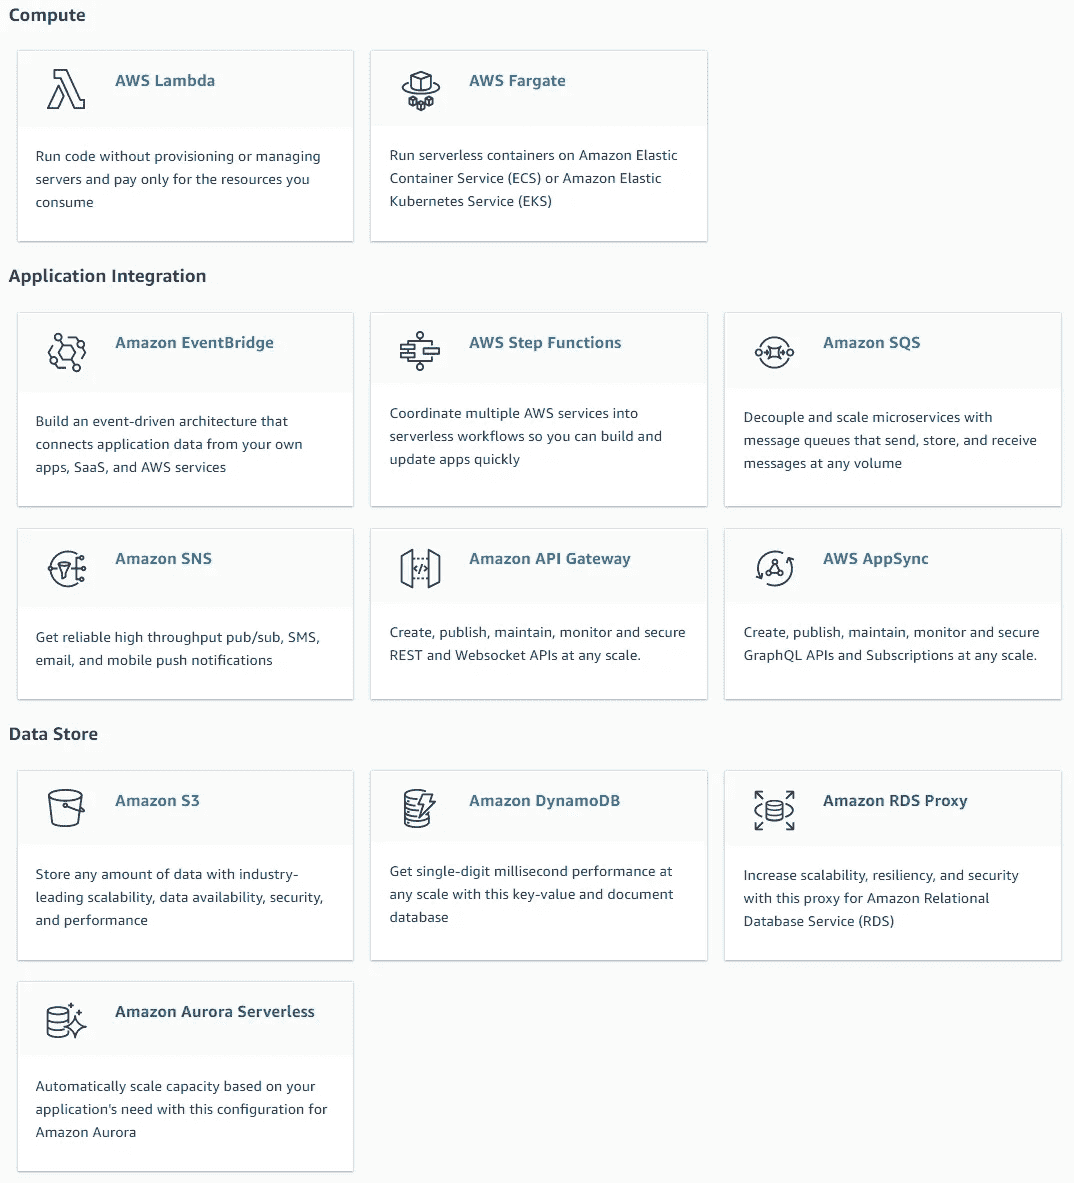 Compute
AWS Lambda
Run code without provisioning or managing
servers and pay only for the resources you
consume
AWS Fargate
Run serverless containers on Amazon Elastic
Container Service (ECS) or Amazon Elastic
Kubernetes Service (EKS)
Application Integration
Amazon EventBridge
Build an event-driven architecture that
connects application data from your own
apps, SaaS, and AWS services
AWS Step Functions
Coordinate multiple AWS services into
serverless workflows so you can build and
update apps quickly
Amazon SQS
Decouple and scale microservices with
message queues that send, store, and receive
messages at any volume
Amazon SNS
Get reliable high throughput pub/sub, SMS,
email, and mobile push notifications
Amazon API Gateway
Create, publish, maintain, monitor and secure
REST and Websocket APIs at any scale.
AWS AppSync
Create, publish, maintain, monitor and secure
GraphQL APIs and Subscriptions at any scale.
Data Store
Amazon S3
Store any amount of data with industry-
leading scalability, data availability, security,
and performance
Amazon DynamoDB
Get single-digit millisecond performance at
any scale with this key-value and document
database
Amazon RDS Proxy
Increase scalability, resiliency, and security
with this proxy for Amazon Relational
Database Service (RDS)
Amazon Aurora Serverless
Automatically scale capacity based on your
application's need with this configuration for
Amazon Aurora